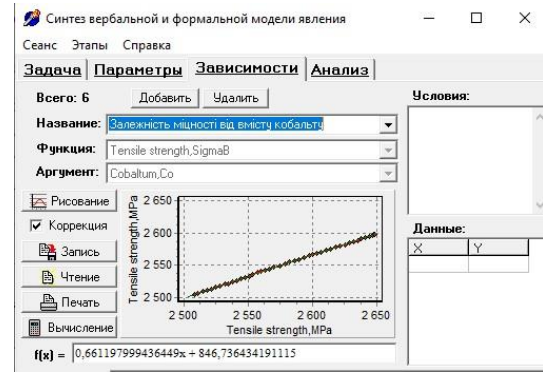 Синтез вербальной и формальной модели явления
Сеанс Этапы Справка
Задача Параметры Зависимости Анализ
Всего: 6 Добавить Удалить Условия:
Название: Залежність міцності від вмісту кобальту
Функция: Tensile strength,SigmaB
Аргумент: Cobaltum,Co
Рисование
Коррекция
Запись
Чтение
Печать
Вычисление
Tensile strength,MPa
2 650
2 600
2 550
2 500
2 500 2 550 2 600 2 650
Tensile strength,MPa
Данные:
X Y
f(x) = 0,661197999436449x + 846,736434191115